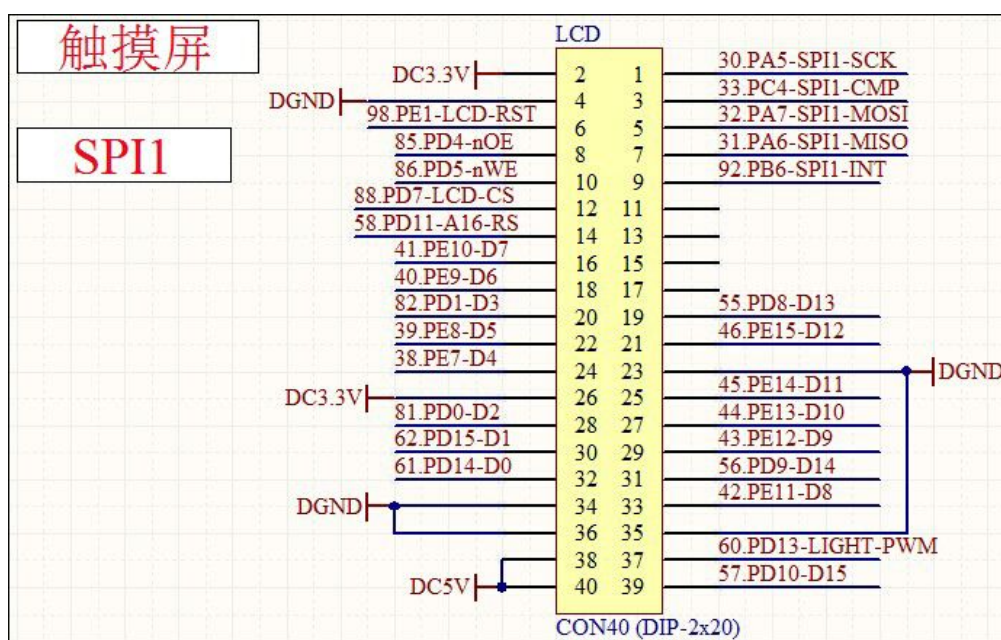 触摸屏
SPI1
LCD
DC3.3V 2 1 30.PA5-SPI1-SCK
DGND 4 3 33.PC4-SPI1-CMP
98.PE1-LCD-RST 6 5 32.PA7-SPI1-MOSI
85.PD4-nOE 8 7 31.PA6-SPI1-MISO
86.PD5-nWE 10 9 92.PB6-SPI1-INT
88.PD7-LCD-CS 12 11
58.PD11-A16-RS 14 13
41.PE10-D7 16 15
40.PE9-D6 18 17
82.PD1-D3 20 19 55.PD8-D13
39.PE8-D5 22 21 46.PE15-D12
38.PE7-D4 24 23 DGND
DC3.3V 26 25 45.PE14-D11
81.PD0-D2 28 27 44.PE13-D10
62.PD15-D1 30 29 43.PE12-D9
61.PD14-D0 32 31 56.PD9-D14
DGND 34 33 42.PE11-D8
36 35
38 37 60.PD13-LIGHT-PWM
DC5V 40 39 57.PD10-D15
CON40 (DIP-2x20)